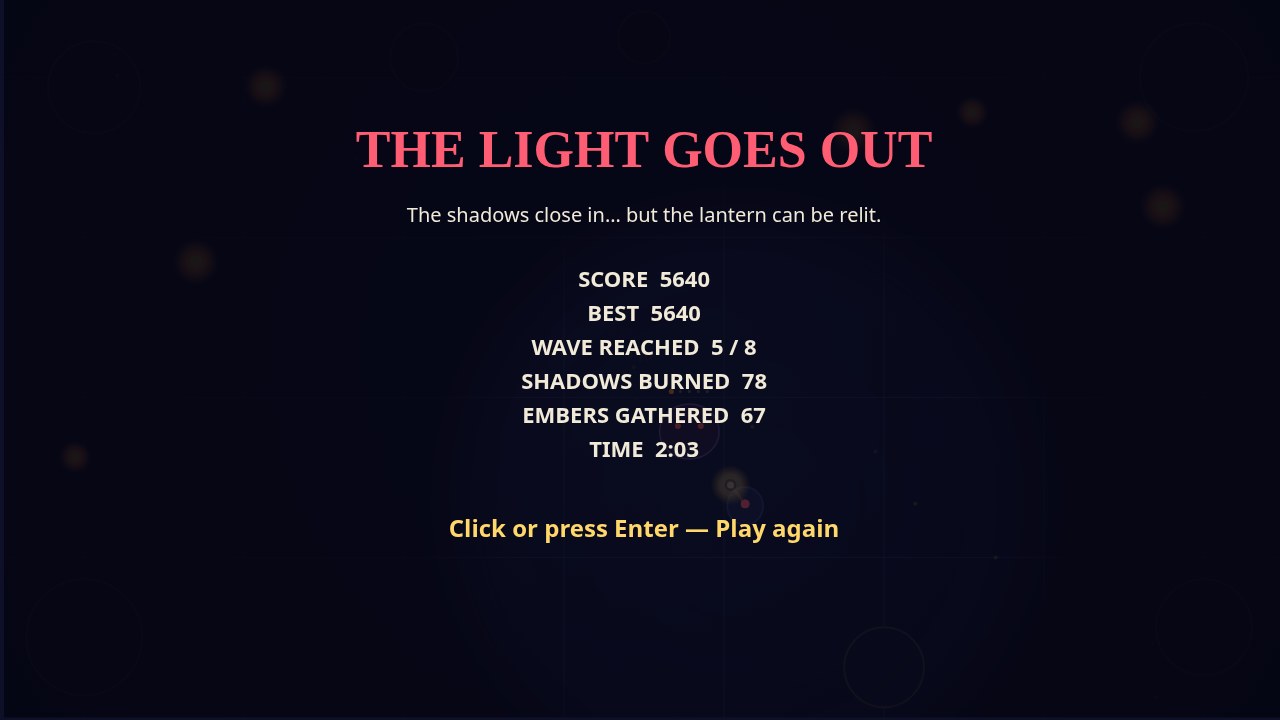 THE LIGHT GOES OUT
The shadows close in... but the lantern can be relit.
SCORE 5640
BEST 5640
WAVE REACHED 5 / 8
SHADOWS BURNED 78
EMBERS GATHERED 67
TIME 2:03
Click or press Enter — Play again